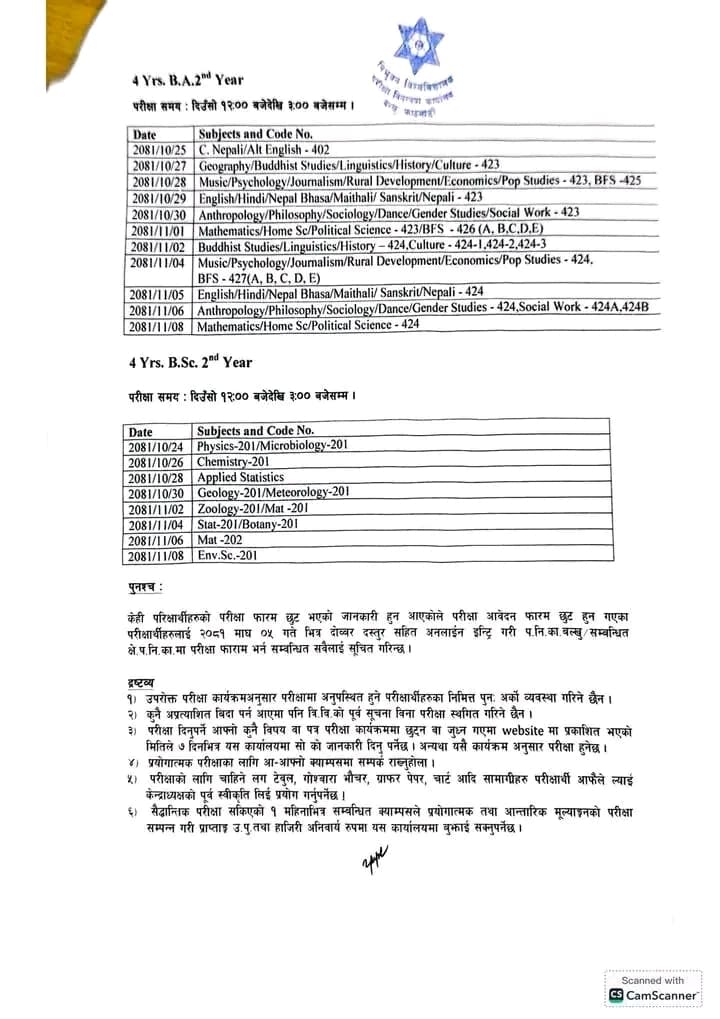 त्रिभुवन विश्वविद्यालय
परीक्षा नियन्त्रण कार्यालय
4 Yrs. B.A.2nd Year
परीक्षा समय : दिउँसो १२:०० बजेदेखि ३:०० बजेसम्म ।
Date Subjects and Code No.
2081/10/25 C. Nepali/Alt English - 402
2081/10/27 Geography/Buddhist Studies/Linguistics/History/Culture - 423
2081/10/28 Music/Psychology/Journalism/Rural Development/Economics/Pop Studies - 423, BFS -425
2081/10/29 English/Hindi/Nepal Bhasa/Maithali/ Sanskrit/Nepali - 423
2081/10/30 Anthropology/Philosophy/Sociology/Dance/Gender Studies/Social Work - 423
2081/11/01 Mathematics/Home Sc/Political Science - 423/BFS - 426 (A, B,C,D,E)
2081/11/02 Buddhist Studies/Linguistics/History – 424,Culture - 424-1,424-2,424-3
2081/11/04 Music/Psychology/Journalism/Rural Development/Economics/Pop Studies - 424,
BFS - 427(A, B, C, D, E)
2081/11/05 English/Hindi/Nepal Bhasa/Maithali/ Sanskrit/Nepali - 424
2081/11/06 Anthropology/Philosophy/Sociology/Dance/Gender Studies - 424,Social Work - 424A,424B
2081/11/08 Mathematics/Home Sc/Political Science - 424
4 Yrs. B.Sc. 2nd Year
परीक्षा समय : दिउँसो १२:०० बजेदेखि ३:०० बजेसम्म ।
Date Subjects and Code No.
2081/10/24 Physics-201/Microbiology-201
2081/10/26 Chemistry-201
2081/10/28 Applied Statistics
2081/10/30 Geology-201/Meteorology-201
2081/11/02 Zoology-201/Mat -201
2081/11/04 Stat-201/Botany-201
2081/11/06 Mat -202
2081/11/08 Env.Sc.-201
पुनश्च :
केही परिक्षार्थीहरुको परीक्षा फारम छुट भएको जानकारी हुन आएकोले परीक्षा आवेदन फारम छुट हुन गएका
परीक्षार्थीहरुलाई २०८१ माघ ०५ गते भित्र दोव्वर दस्तुर सहित अनलाईन इन्ट्रि गरी प.नि.का.बल्खु/सम्बन्धित
क्षे.प.नि.का.मा परीक्षा फाराम भर्न सम्बन्धित सबैलाई सूचित गरिन्छ ।
द्रष्टव्य
१) उपरोक्त परीक्षा कार्यक्रमअनुसार परीक्षामा अनुपस्थित हुने परीक्षार्थीहरुका निमित्त पुनः अर्को व्यवस्था गरिने छैन ।
२) कुनै अप्रत्याशित बिदा पर्न आएमा पनि त्रि.वि.को पूर्व सूचना विना परीक्षा स्थगित गरिने छैन ।
३) परीक्षा दिनुपर्ने आफ्नो कुनै विषय वा पत्र परीक्षा कार्यक्रममा छुट्न वा जुध्न गएमा website मा प्रकाशित भएको
मितिले ७ दिनभित्र यस कार्यालयमा सो को जानकारी दिनु पर्नेछ । अन्यथा यसै कार्यक्रम अनुसार परीक्षा हुनेछ ।
४) प्रायोगात्मक परीक्षाका लागि आ-आफ्नो क्याम्पसमा सम्पर्क राख्नुहोला ।
५) परीक्षाको लागि चाहिने लग टेबुल, गोश्वारा भौचर, ग्राफर पेपर, चार्ट आदि सामागीहरु परीक्षार्थी आफैले ल्याई
केन्द्राध्यक्षको पूर्व स्वीकृति लिई प्रयोग गर्नुपर्नेछ ।
६) सैद्धान्तिक परीक्षा सकिएको १ महिनाभित्र सम्बन्धित क्याम्पसले प्रयोगात्मक तथा आन्तरिक मूल्याङ्नको परीक्षा
सम्पन्न गरी प्राप्ताङ्क उ.पु.तथा हाजिरी अनिवार्य रुपमा यस कार्यालयमा बुझाई सक्नुपर्नेछ ।
Scanned with
CS CamScanner